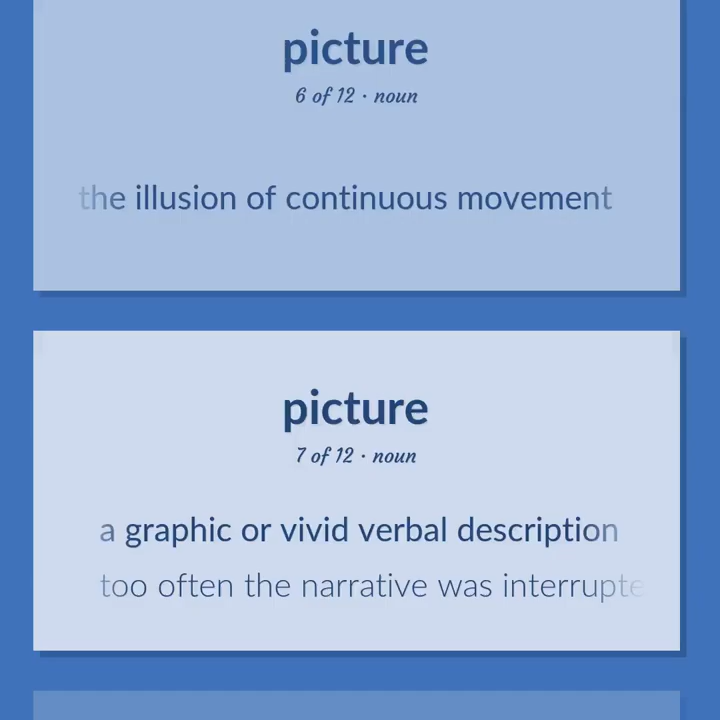 picture
6 of 12 · noun
the illusion of continuous movement
picture
7 of 12 · noun
a graphic or vivid verbal description
too often the narrative was interrupte